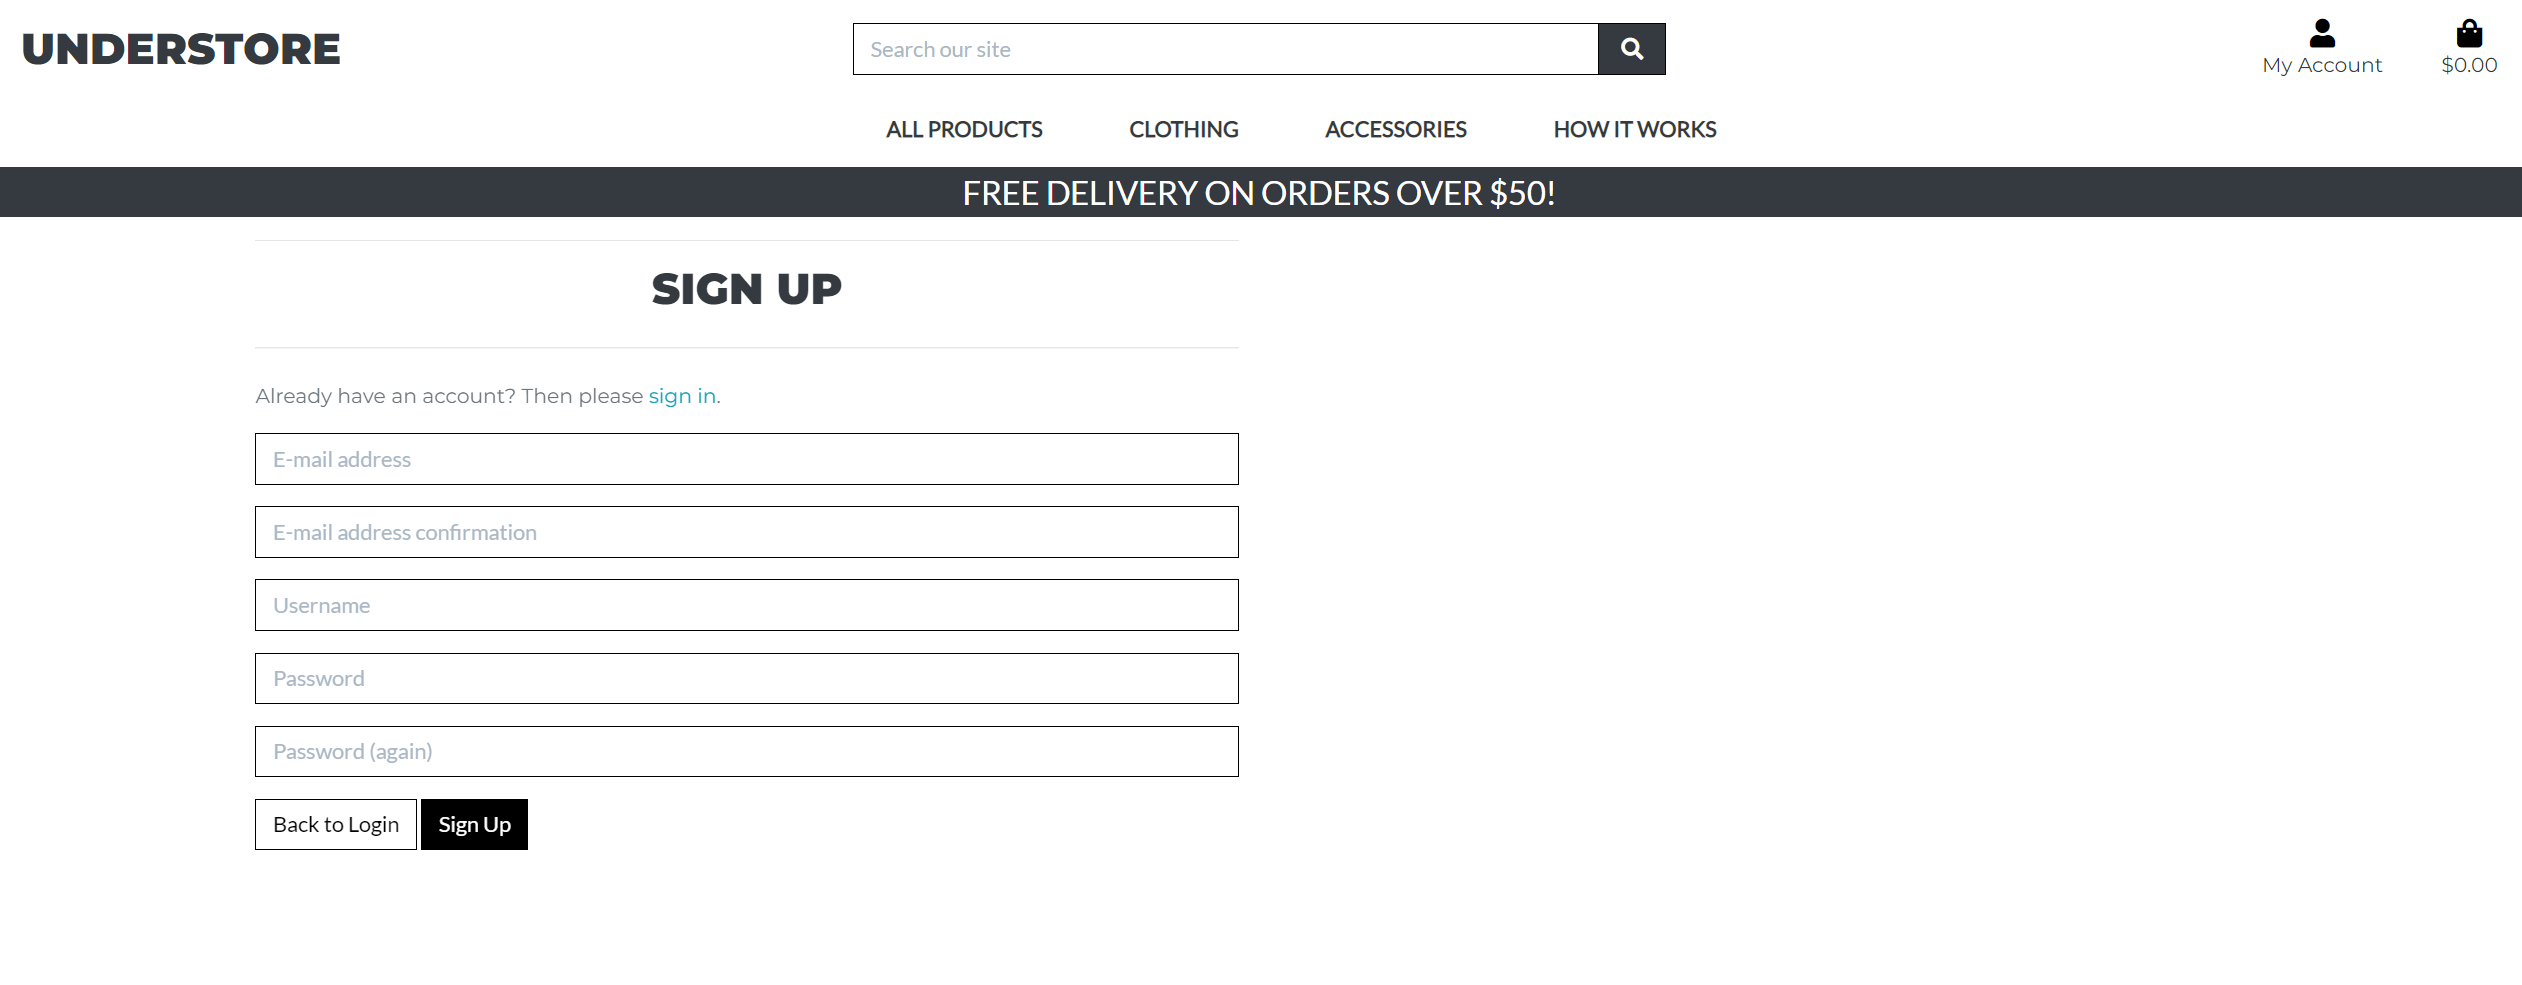 UNDERSTORE
Search our site
My Account
$0.00
ALL PRODUCTS
CLOTHING
ACCESSORIES
HOW IT WORKS
FREE DELIVERY ON ORDERS OVER $50!
SIGN UP
Already have an account? Then please sign in.
E-mail address
E-mail address confirmation
Username
Password
Password (again)
Back to Login
Sign Up